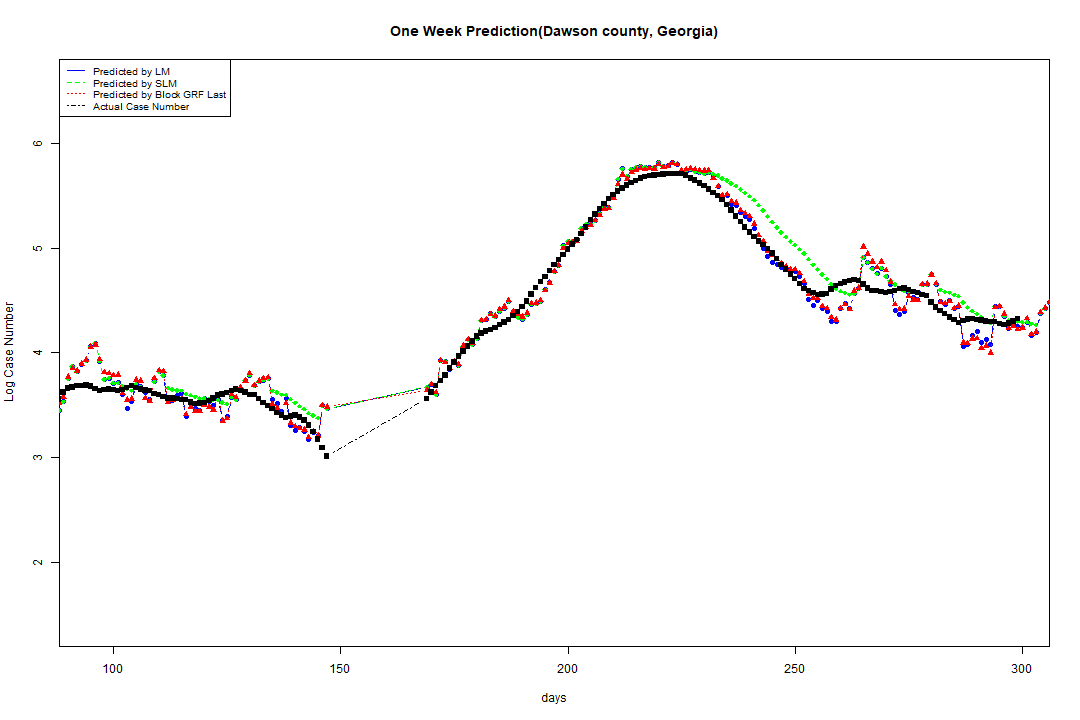 One Week Prediction(Dawson county, Georgia)
Predicted by LM
Predicted by SLM
Predicted by Block GRF Last
Actual Case Number
6
5
4
3
2
Log Case Number
100 150 200 250 300
days